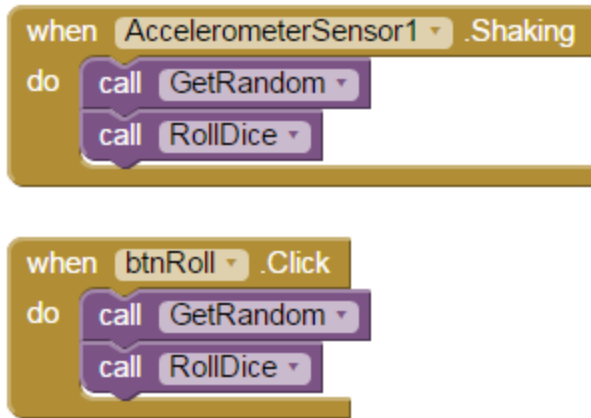 when AccelerometerSensor1 .Shaking
do call GetRandom
call RollDice
when btnRoll .Click
do call GetRandom
call RollDice